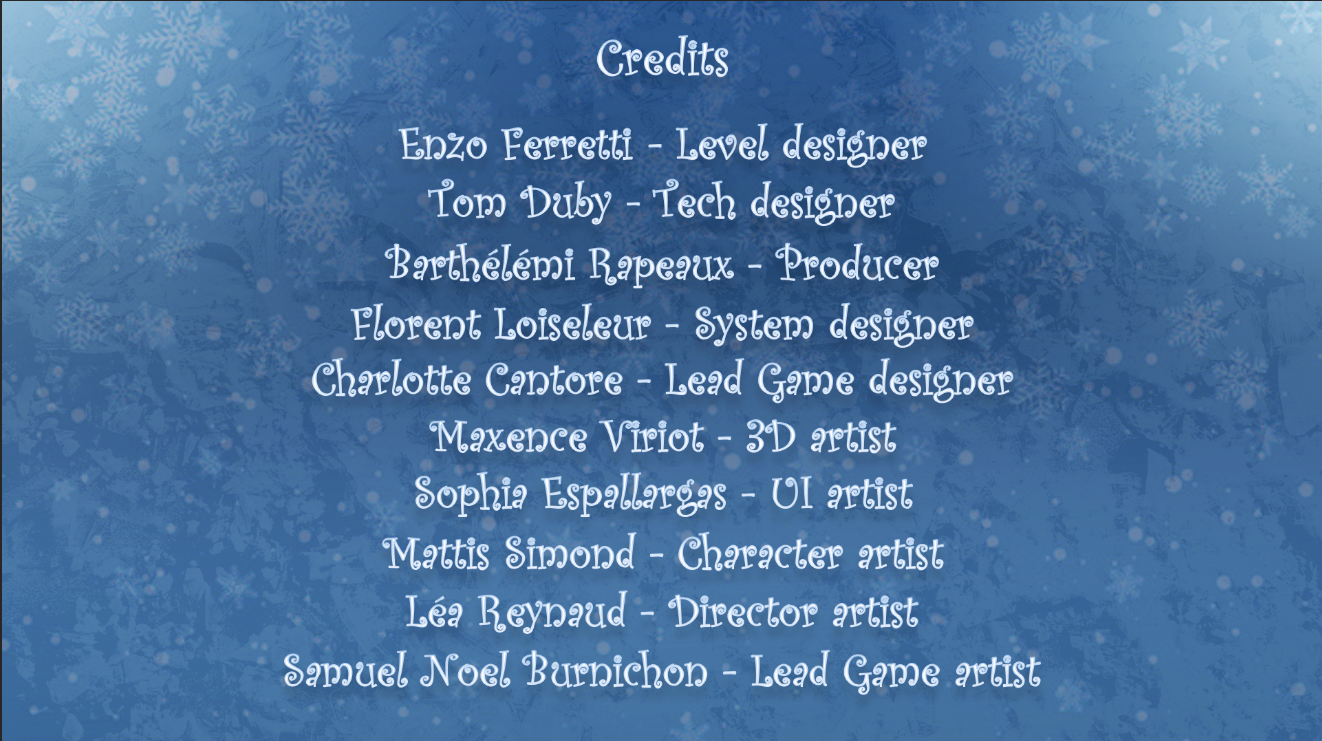 Credits
Enzo Ferretti - Level designer
Tom Duby - Tech designer
Barthélémi Rapeaux - Producer
Florent Loiseleur - System designer
Charlotte Cantore - Lead Game designer
Maxence Viriot - 3D artist
Sophia Espallargas - UI artist
Mattis Simond - Character artist
Léa Reynaud - Director artist
Samuel Noel Burnichon - Lead Game artist